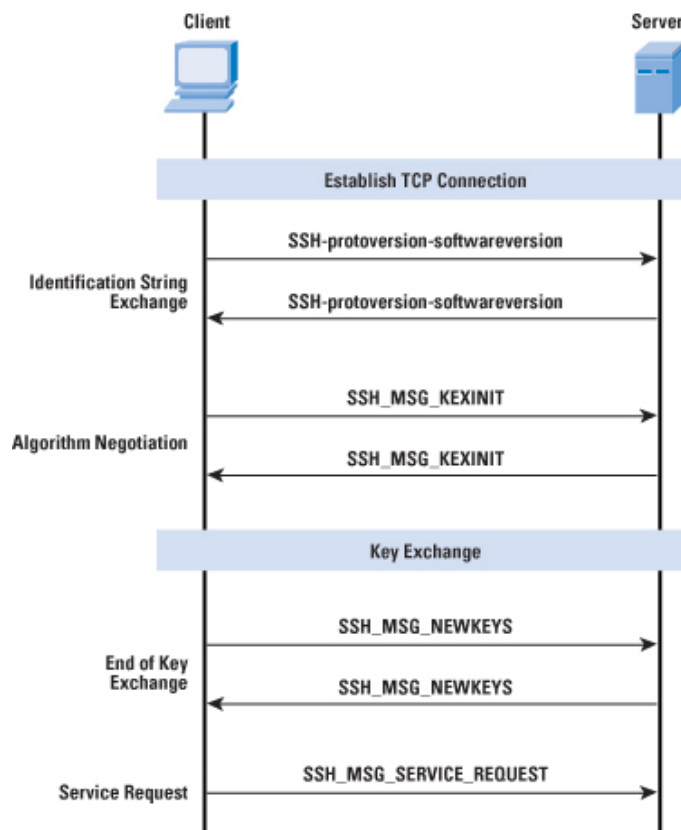 Client
Server
Establish TCP Connection
SSH-protoversion-softwareversion
Identification String
Exchange
SSH-protoversion-softwareversion
SSH_MSG_KEXINIT
Algorithm Negotiation
SSH_MSG_KEXINIT
Key Exchange
SSH_MSG_NEWKEYS
End of Key
Exchange
SSH_MSG_NEWKEYS
SSH_MSG_SERVICE_REQUEST
Service Request